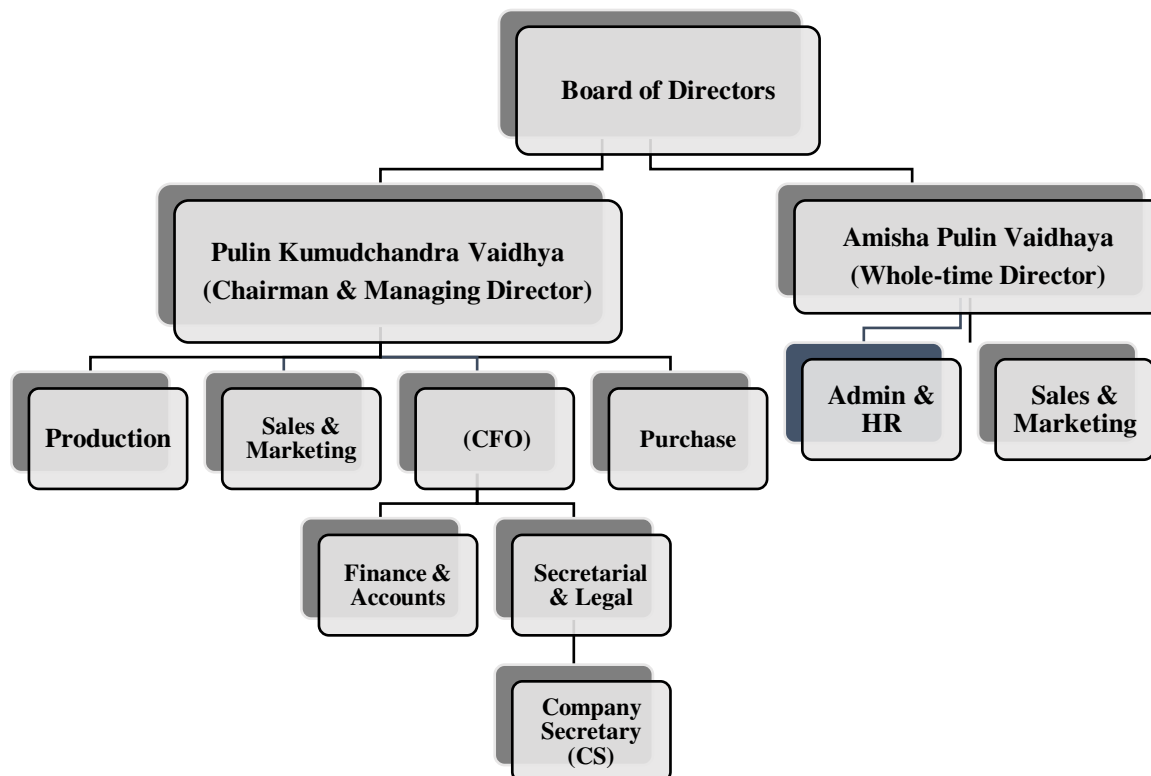 Board of Directors
Pulin Kumudchandra Vaidhya
(Chairman & Managing Director)
Amisha Pulin Vaidhaya
(Whole-time Director)
Production
Sales &
Marketing
(CFO)
Purchase
Admin &
HR
Sales &
Marketing
Finance &
Accounts
Secretarial
& Legal
Company
Secretary
(CS)